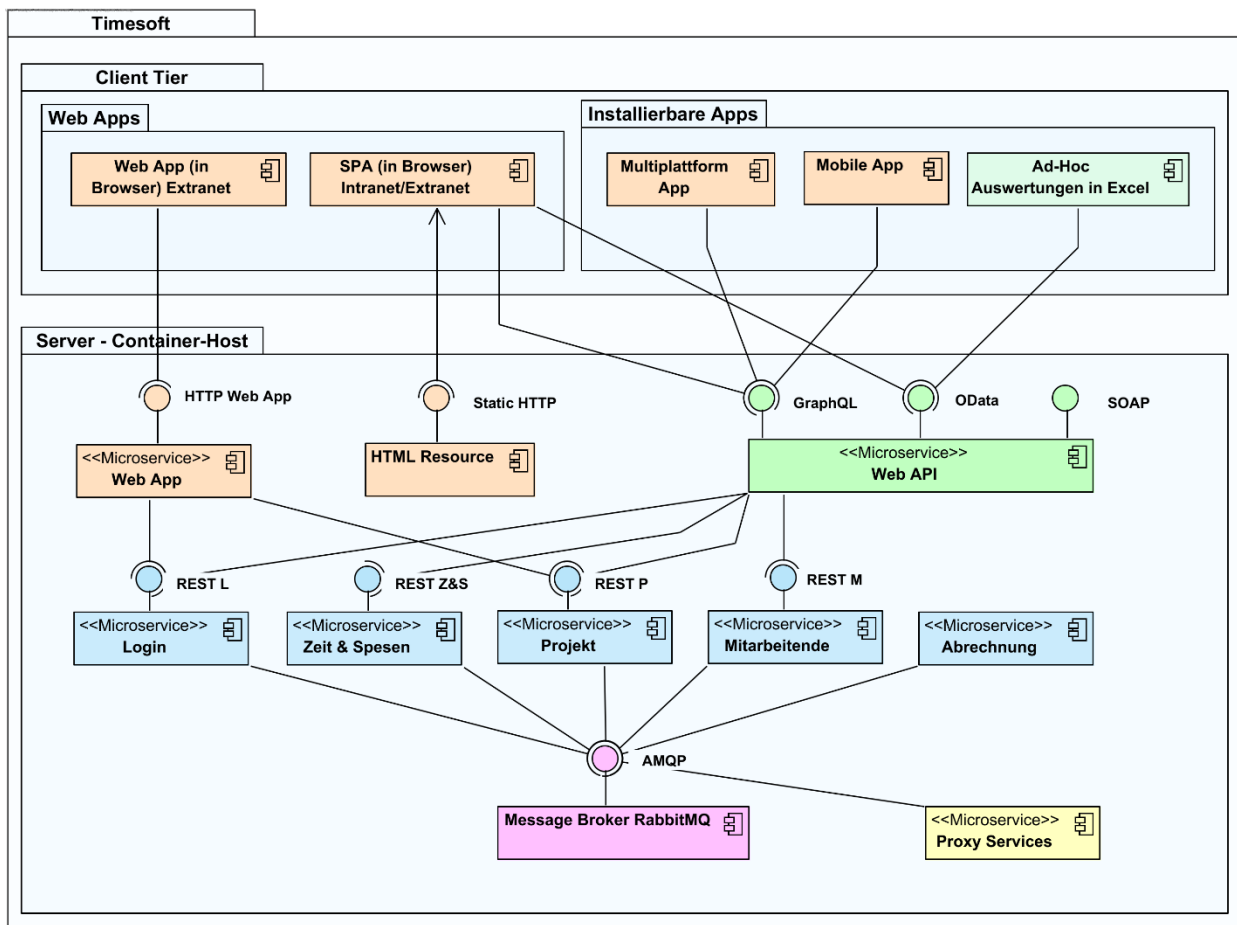 Timesoft
Client Tier
Web Apps
Installierbare Apps
Web App (in
Browser) Extranet
SPA (in Browser)
Intranet/Extranet
Multiplattform
App
Mobile App
Ad-Hoc
Auswertungen in Excel
Server - Container-Host
HTTP Web App
Static HTTP
GraphQL
OData
SOAP
<<Microservice>>
Web App
HTML Resource
<<Microservice>>
Web API
REST L
REST Z&S
REST P
REST M
<<Microservice>>
Login
<<Microservice>>
Zeit & Spesen
<<Microservice>>
Projekt
<<Microservice>>
Mitarbeitende
<<Microservice>>
Abrechnung
AMQP
Message Broker RabbitMQ
<<Microservice>>
Proxy Services